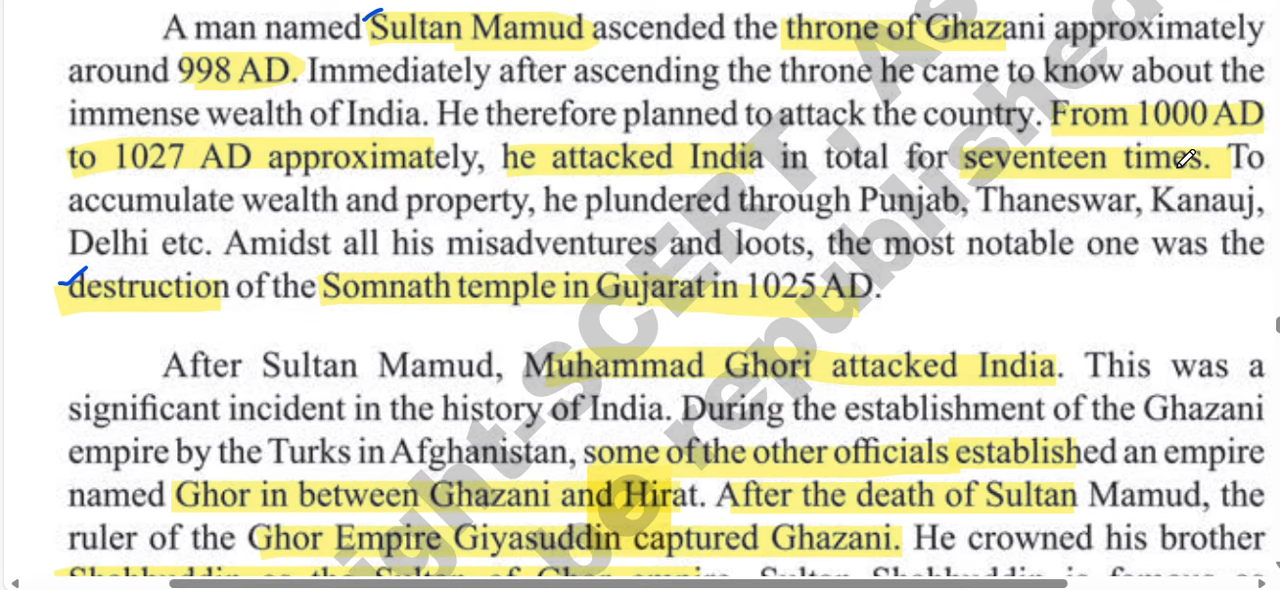 A man named Sultan Mamud ascended the throne of Ghazani approximately
around 998 AD. Immediately after ascending the throne he came to know about the
immense wealth of India. He therefore planned to attack the country. From 1000 AD
to 1027 AD approximately, he attacked India in total for seventeen times. To
accumulate wealth and property, he plundered through Punjab, Thaneswar, Kanauj,
Delhi etc. Amidst all his misadventures and loots, the most notable one was the
destruction of the Somnath temple in Gujarat in 1025 AD.
After Sultan Mamud, Muhammad Ghori attacked India. This was a
significant incident in the history of India. During the establishment of the Ghazani
empire by the Turks in Afghanistan, some of the other officials established an empire
named Ghor in between Ghazani and Hirat. After the death of Sultan Mamud, the
ruler of the Ghor Empire Giyasuddin captured Ghazani. He crowned his brother